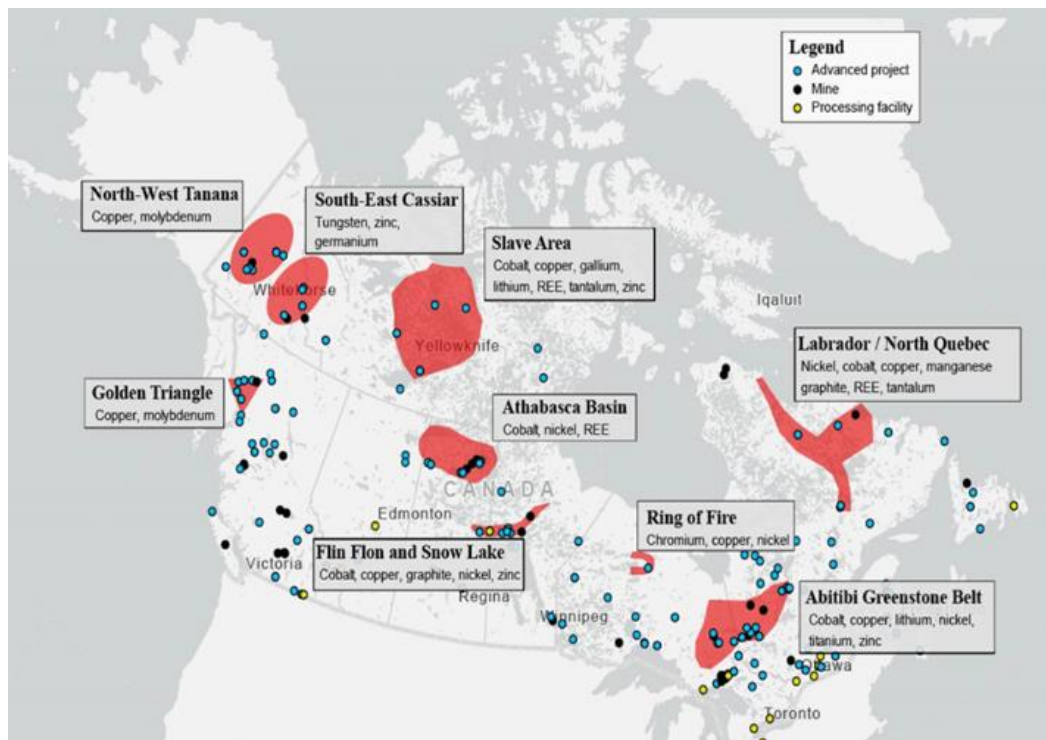 Legend
Advanced project
Mine
Processing facility
North-West Tanana
Copper, molybdenum
South-East Cassiar
Tungsten, zinc,
germanium
Slave Area
Cobalt, copper, gallium,
lithium, REE, tantalum, zinc
Whitehorse
Iqaluit
Yellowknife
Labrador / North Quebec
Nickel, cobalt, copper, manganese
graphite, REE, tantalum
Golden Triangle
Copper, molybdenum
Athabasca Basin
Cobalt, nickel, REE
CANADA
Edmonton
Ring of Fire
Chromium, copper, nickel
Flin Flon and Snow Lake
Cobalt, copper, graphite, nickel, zinc
Victoria
Regina
Winnipeg
Abitibi Greenstone Belt
Cobalt, copper, lithium, nickel,
titanium, zinc
Ottawa
Toronto